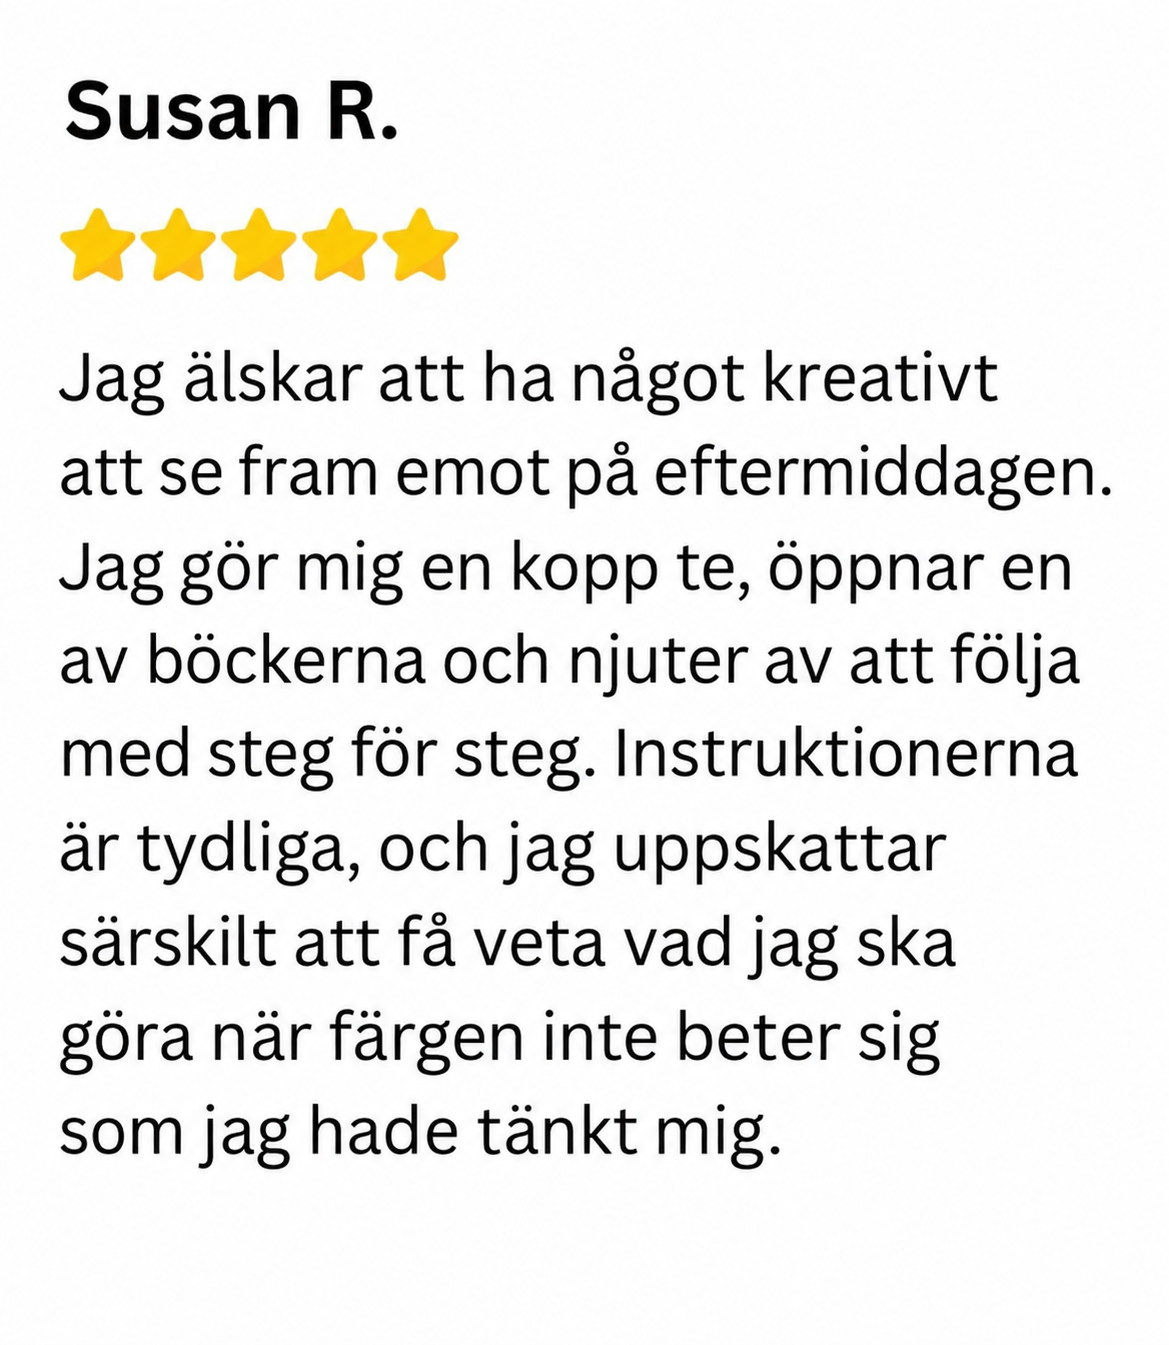 Susan R.
Jag älskar att ha något kreativt
att se fram emot på eftermiddagen.
Jag gör mig en kopp te, öppnar en
av böckerna och njuter av att följa
med steg för steg. Instruktionerna
är tydliga, och jag uppskattar
särskilt att få veta vad jag ska
göra när färgen inte beter sig
som jag hade tänkt mig.